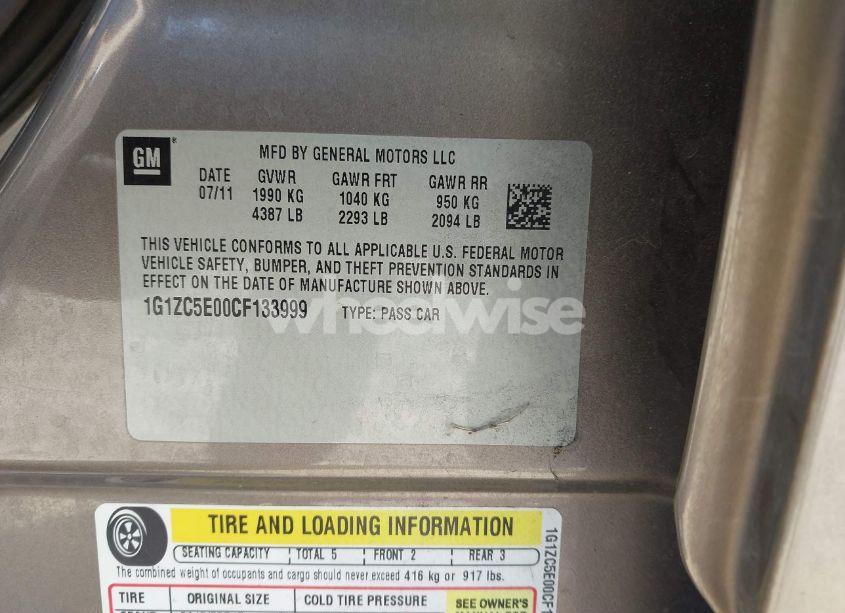 GM
MFD BY GENERAL MOTORS LLC
DATE GVWR GAWR FRT GAWR RR
07/11 1990 KG 1040 KG 950 KG
4387 LB 2293 LB 2094 LB
THIS VEHICLE CONFORMS TO ALL APPLICABLE U.S. FEDERAL MOTOR
VEHICLE SAFETY, BUMPER, AND THEFT PREVENTION STANDARDS IN
EFFECT ON THE DATE OF MANUFACTURE SHOWN ABOVE.
1G1ZC5E00CF133999 TYPE: PASS CAR
wheelwise
TIRE AND LOADING INFORMATION
SEATING CAPACITY TOTAL 5 FRONT 2 REAR 3
The combined weight of occupants and cargo should never exceed 416 kg or 917 lbs.
TIRE ORIGINAL SIZE COLD TIRE PRESSURE SEE OWNER'S
1G1ZC5E00CF